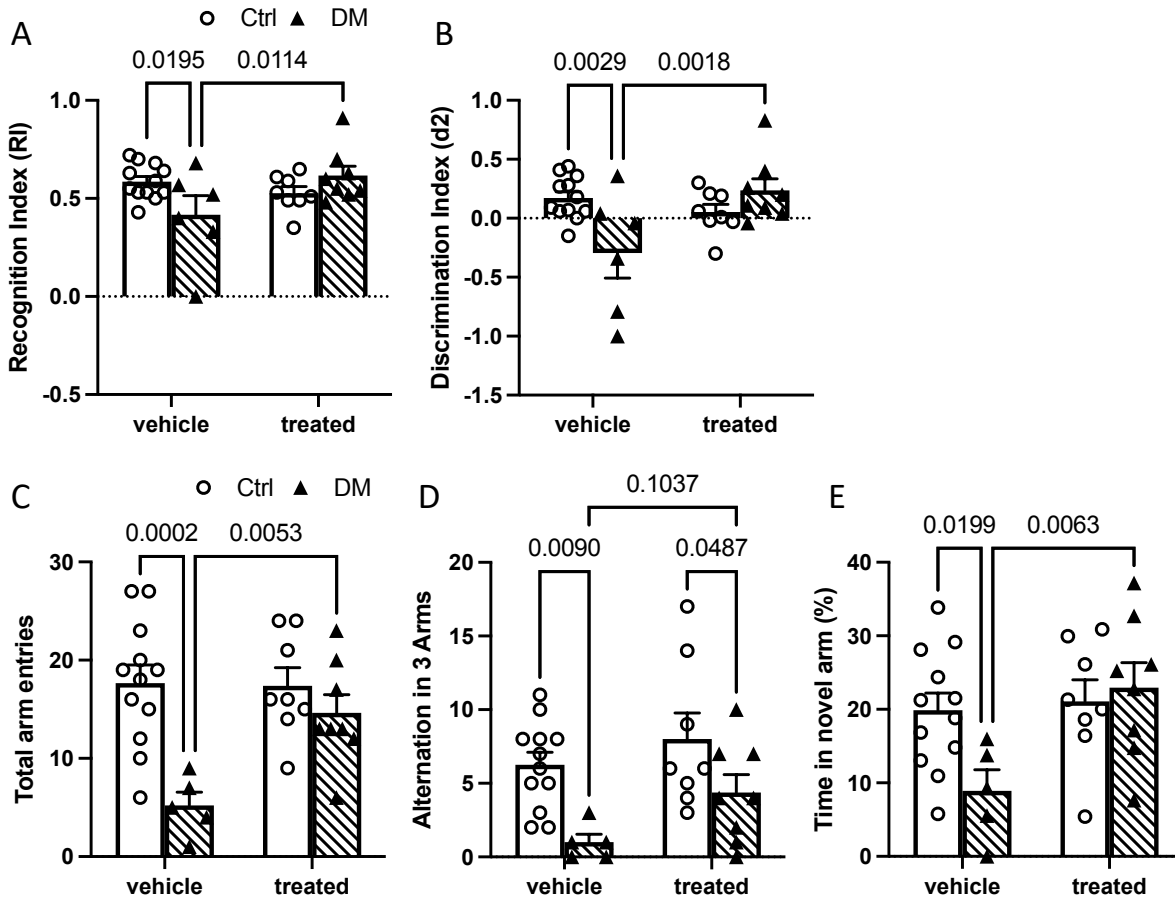 A
Ctrl DM
0.0195 0.0114
Recognition Index (RI)
1.0
0.5
0.0
-0.5
vehicle treated
B
0.0029 0.0018
Discrimination Index (d2)
1.0
0.5
0.0
-0.5
-1.0
-1.5
vehicle treated
C
Ctrl DM
0.0002 0.0053
Total arm entries
30
20
10
0
vehicle treated
D
0.1037
0.0090 0.0487
Alternation in 3 Arms
20
15
10
5
0
vehicle treated
E
0.0199 0.0063
Time in novel arm (%)
40
30
20
10
0
vehicle treated